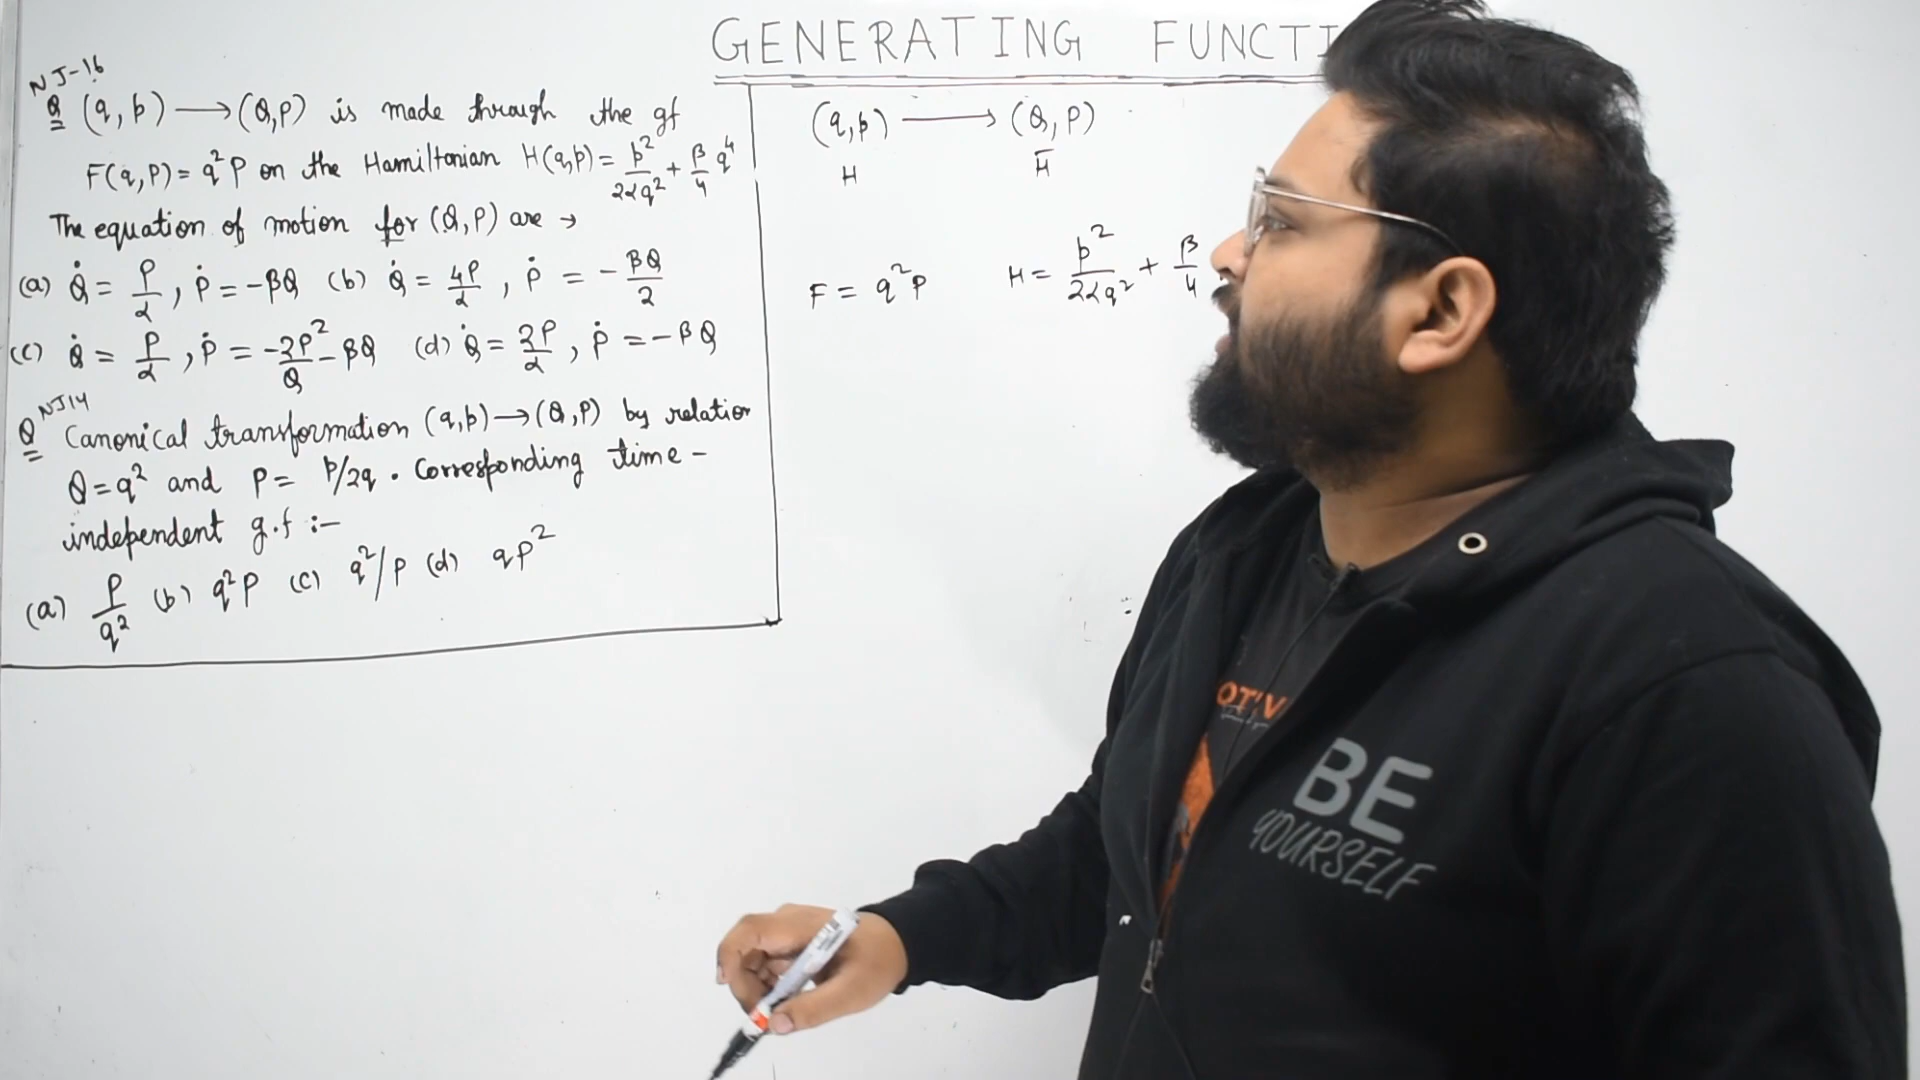 GENERATING FUNCTI
NJ-16
Q (q, p) ⟶ (Q,P) is made through the gf
F(q,P) = q²P on the Hamiltonian H(q,p) = p²/2αq² + β/4 q⁴
The equation of motion for (Q,P) are →
(a) Q̇ = P/α , Ṗ = -βQ (b) Q̇ = 4P/α , Ṗ = -βQ/2
(c) Q̇ = P/α , Ṗ = -2P²/Q - βQ (d) Q̇ = 2P/α , Ṗ = -βQ
NJ14
Q Canonical transformation (q,p) → (Q,P) by relation
Q = q² and P = p/2q . Corresponding time -
independent g.f :-
(a) P/q² (b) q²P (c) q²/P (d) qP²
(q,p) ⟶ (Q,P)
H H̄
F = q²P H = p²/2αq² + β/4
OTIV
BE
YOURSELF